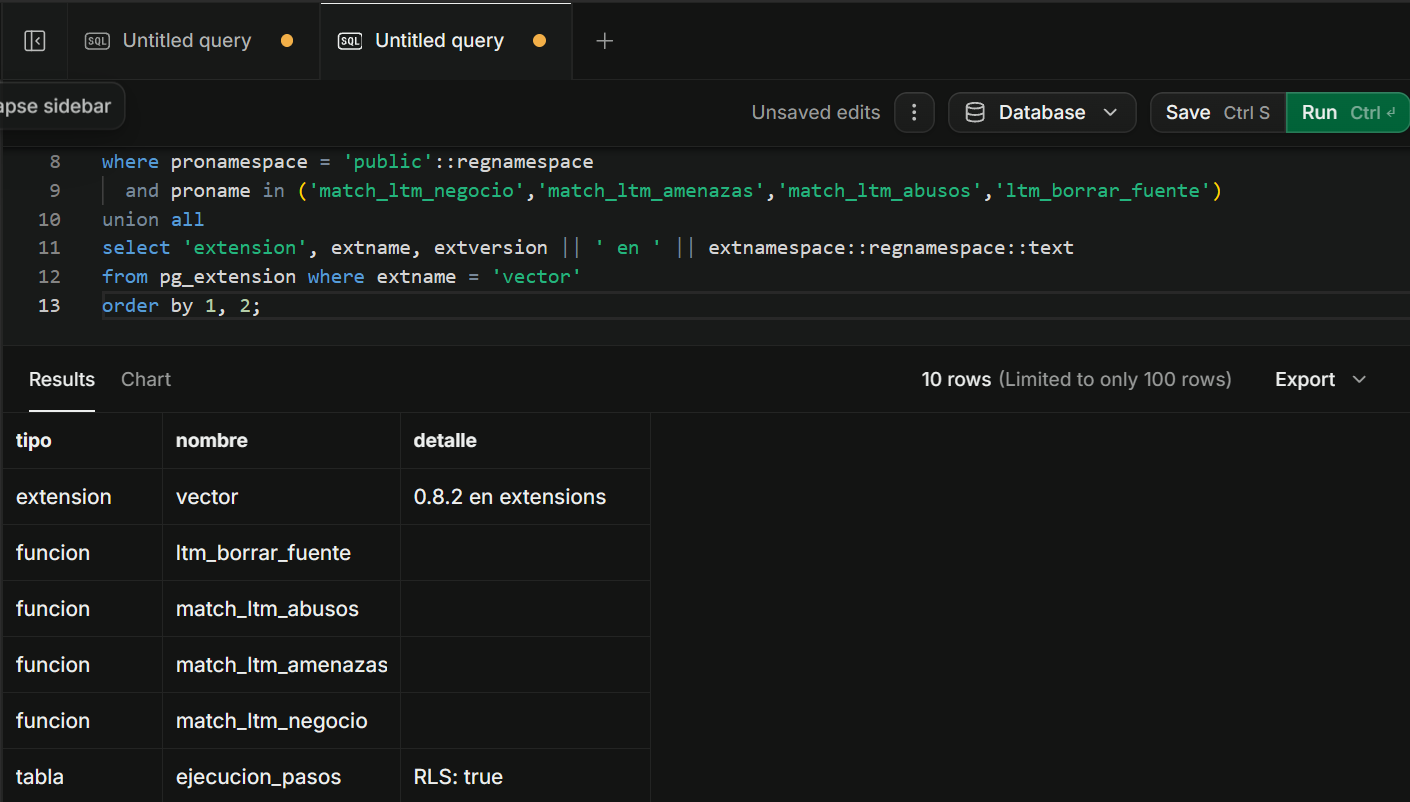 SQL Untitled query
SQL Untitled query
apse sidebar
Unsaved edits
Database
Save Ctrl S
Run Ctrl ↵
8 where pronamespace = 'public'::regnamespace
9 and proname in ('match_ltm_negocio','match_ltm_amenazas','match_ltm_abusos','ltm_borrar_fuente')
10 union all
11 select 'extension', extname, extversion || ' en ' || extnamespace::regnamespace::text
12 from pg_extension where extname = 'vector'
13 order by 1, 2;
Results Chart 10 rows (Limited to only 100 rows) Export
tipo nombre detalle
extension vector 0.8.2 en extensions
funcion ltm_borrar_fuente
funcion match_ltm_abusos
funcion match_ltm_amenazas
funcion match_ltm_negocio
tabla ejecucion_pasos RLS: true